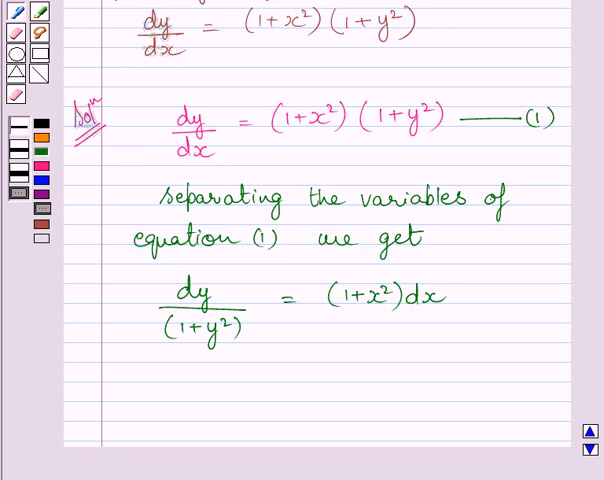 dy/dx = (1+x²)(1+y²)
Solⁿ
dy/dx = (1+x²) (1+y²) ——— (1)
Separating the variables of
equation (1) we get
dy/(1+y²) = (1+x²)dx